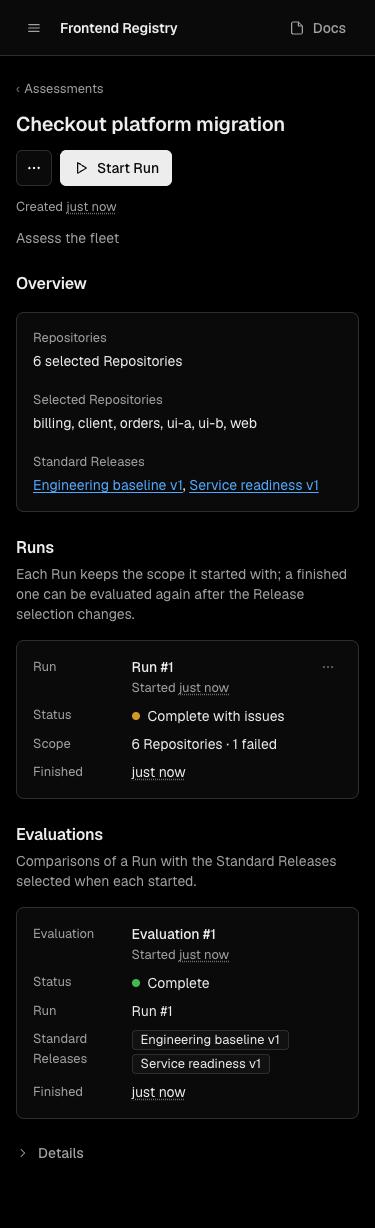 Frontend Registry
Docs
‹ Assessments
Checkout platform migration
Start Run
Created just now
Assess the fleet
Overview
Repositories
6 selected Repositories
Selected Repositories
billing, client, orders, ui-a, ui-b, web
Standard Releases
Engineering baseline v1, Service readiness v1
Runs
Each Run keeps the scope it started with; a finished
one can be evaluated again after the Release
selection changes.
Run Run #1
Started just now
Status Complete with issues
Scope 6 Repositories · 1 failed
Finished just now
Evaluations
Comparisons of a Run with the Standard Releases
selected when each started.
Evaluation Evaluation #1
Started just now
Status Complete
Run Run #1
Standard Engineering baseline v1
Releases Service readiness v1
Finished just now
Details